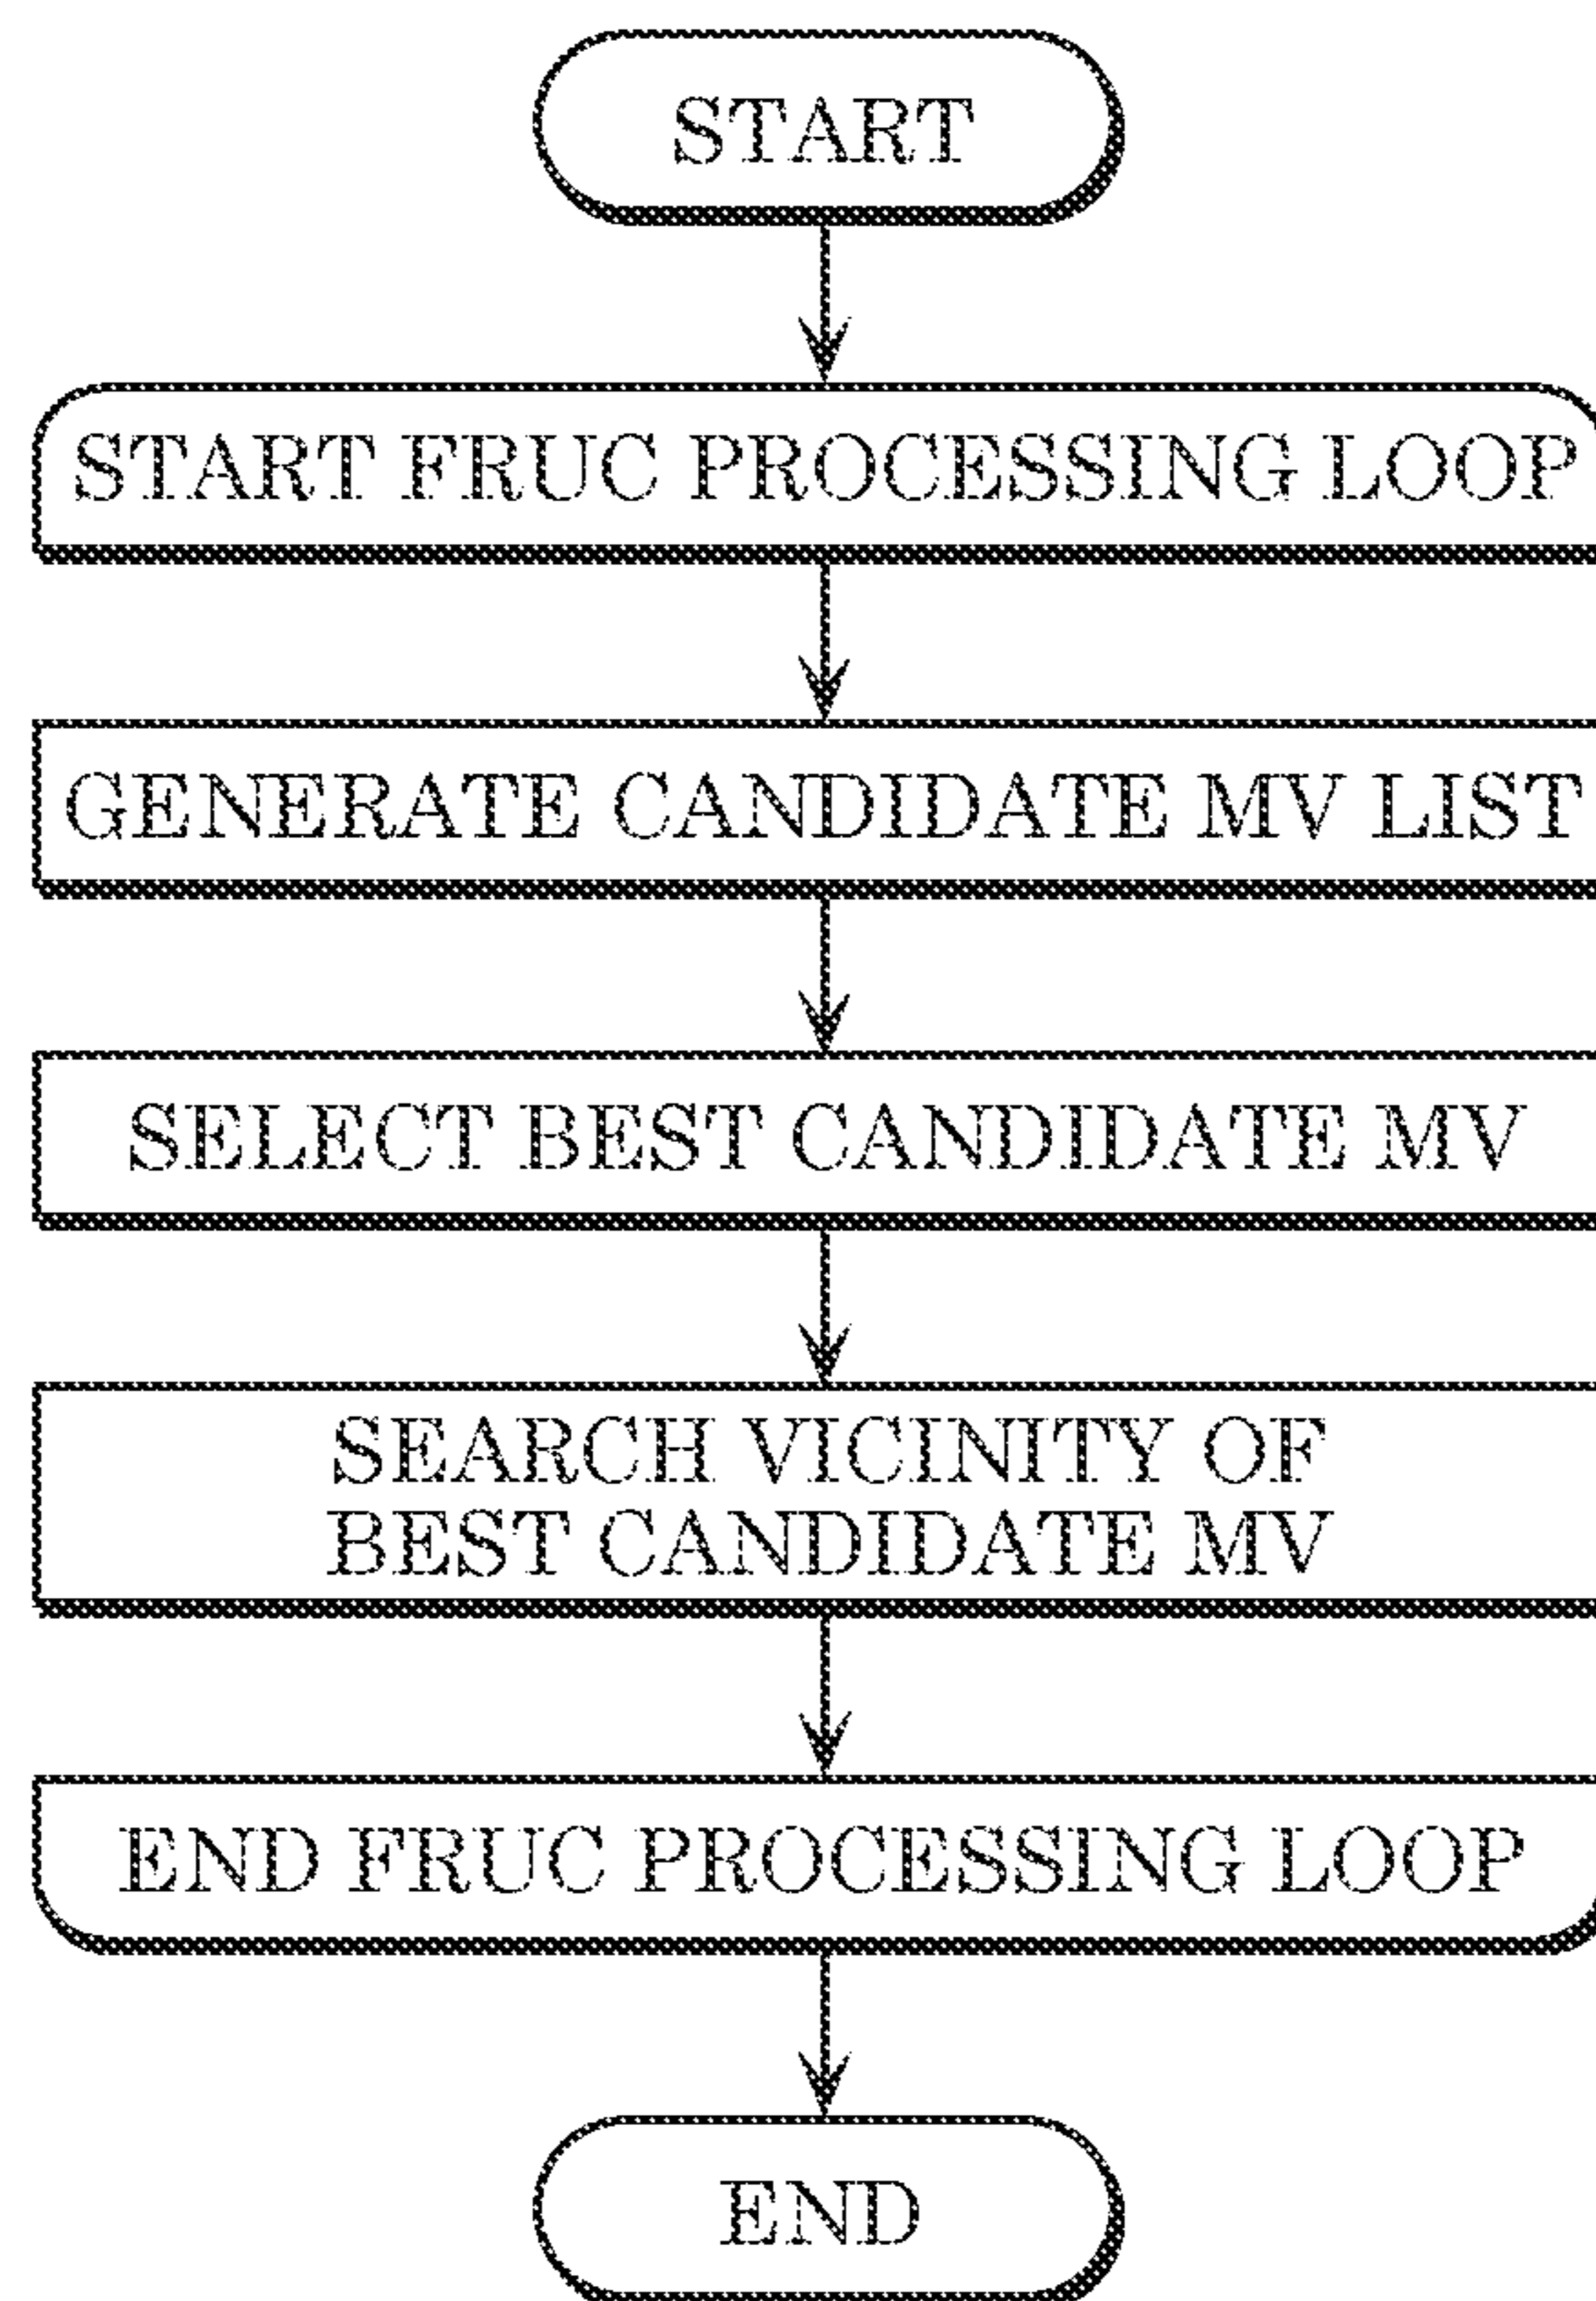 START
START FRUC PROCESSING LOOP
GENERATE CANDIDATE MV LIST
SELECT BEST CANDIDATE MV
SEARCH VICINITY OF
BEST CANDIDATE MV
END FRUC PROCESSING LOOP
END